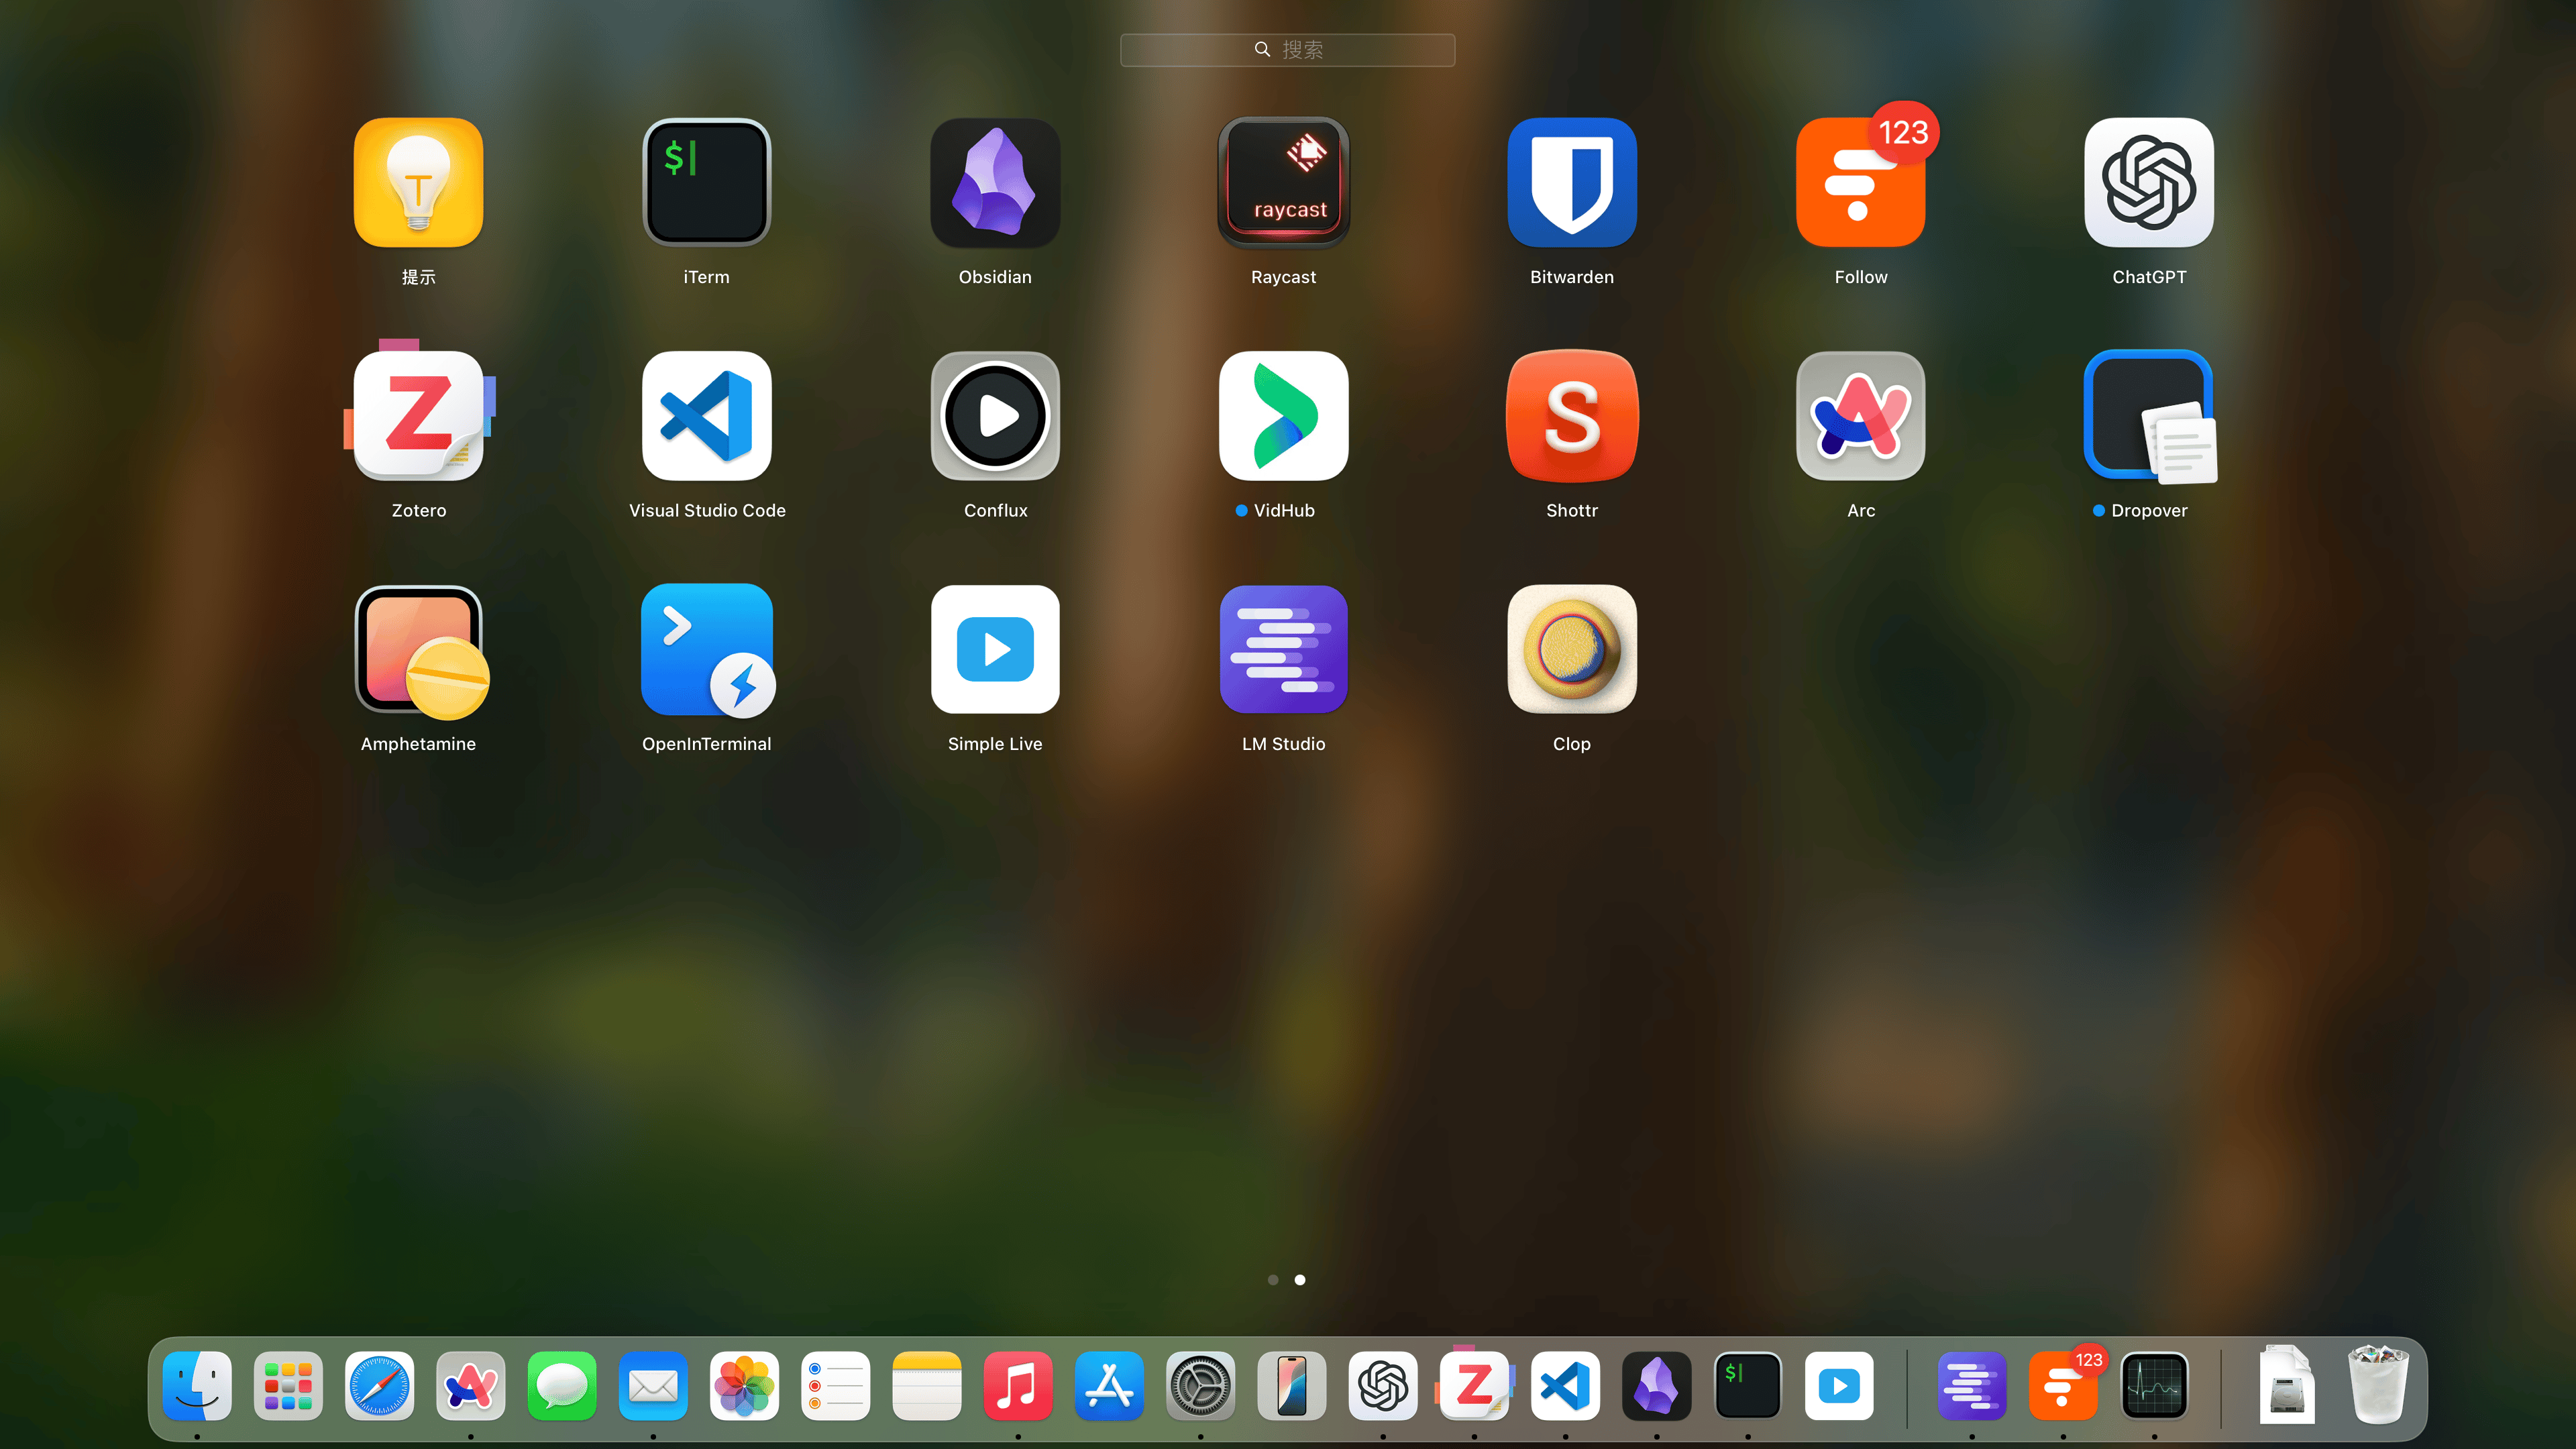 搜索
$
raycast
123
提示
iTerm
Obsidian
Raycast
Bitwarden
Follow
ChatGPT
Z
S
Zotero
Visual Studio Code
Conflux
VidHub
Shottr
Arc
Dropover
Amphetamine
OpenInTerminal
Simple Live
LM Studio
Clop
Z
$
123